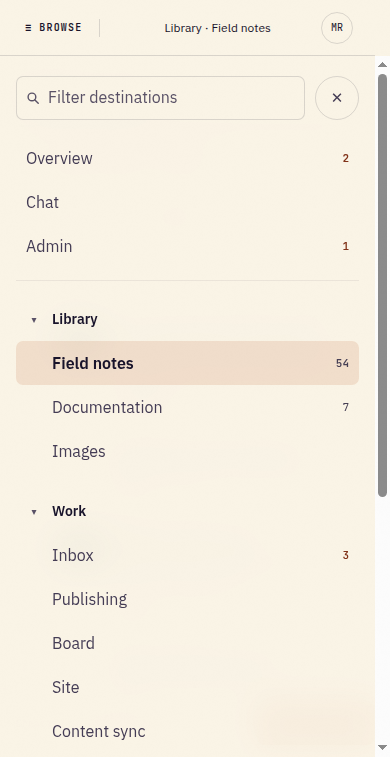 ≡ BROWSE
Library · Field notes
MR
Filter destinations
×
Overview 2
Chat
Admin 1
▾ Library
Field notes 54
Documentation 7
Images
▾ Work
Inbox 3
Publishing
Board
Site
Content sync